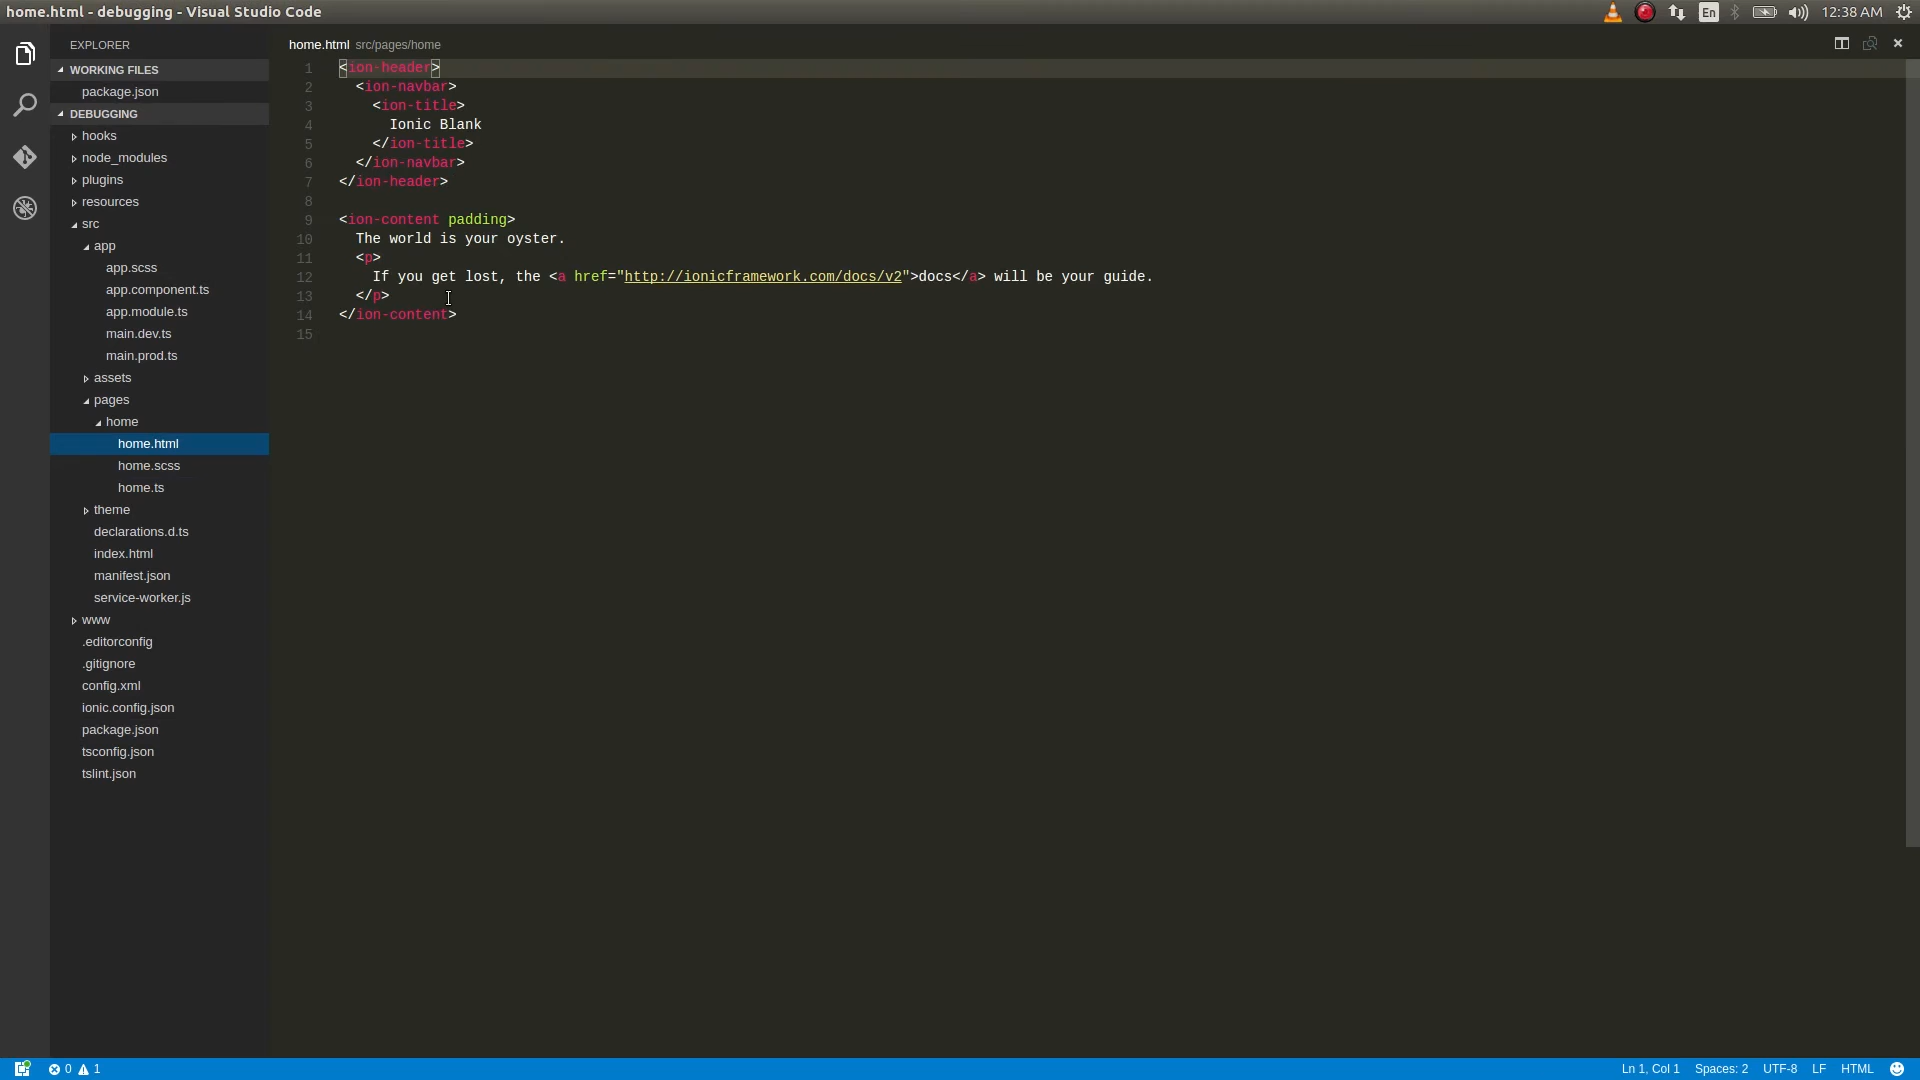 home.html - debugging - Visual Studio Code
En
12:38 AM
EXPLORER
WORKING FILES
package.json
DEBUGGING
hooks
node_modules
plugins
resources
src
app
app.scss
app.component.ts
app.module.ts
main.dev.ts
main.prod.ts
assets
pages
home
home.html
home.scss
home.ts
theme
declarations.d.ts
index.html
manifest.json
service-worker.js
www
.editorconfig
.gitignore
config.xml
ionic.config.json
package.json
tsconfig.json
tslint.json
home.html src/pages/home
1 <ion-header>
2   <ion-navbar>
3     <ion-title>
4       Ionic Blank
5     </ion-title>
6   </ion-navbar>
7 </ion-header>
8
9 <ion-content padding>
10   The world is your oyster.
11   <p>
12     If you get lost, the <a href="http://ionicframework.com/docs/v2">docs</a> will be your guide.
13   </p>
14 </ion-content>
15
0 1
Ln 1, Col 1 Spaces: 2 UTF-8 LF HTML